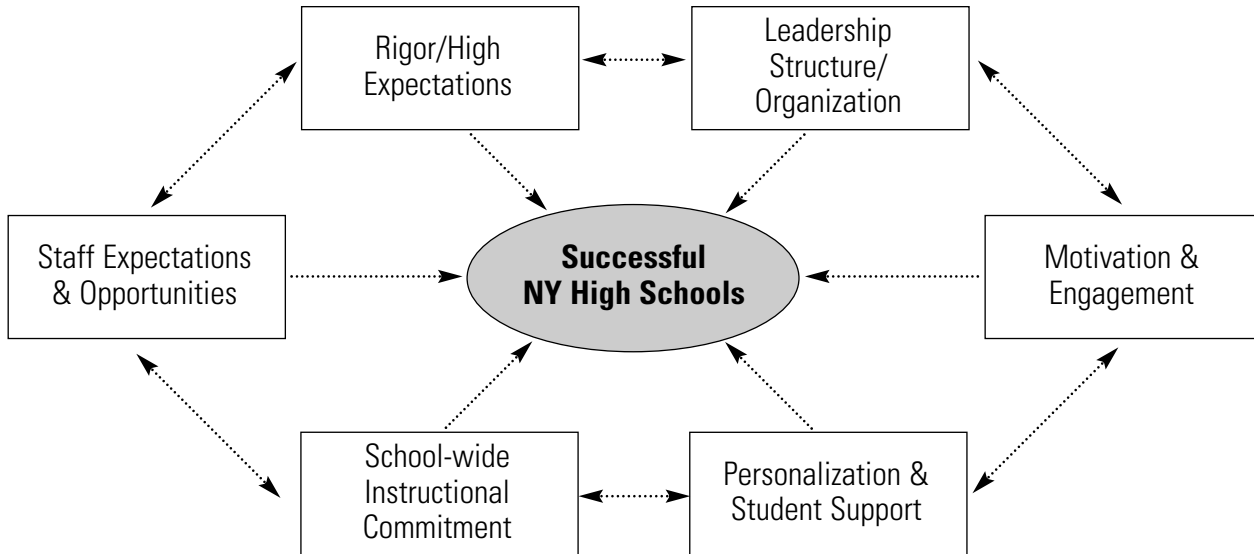 Rigor/High
Expectations
Leadership
Structure/
Organization
Staff Expectations
& Opportunities
Successful
NY High Schools
Motivation &
Engagement
School-wide
Instructional
Commitment
Personalization &
Student Support